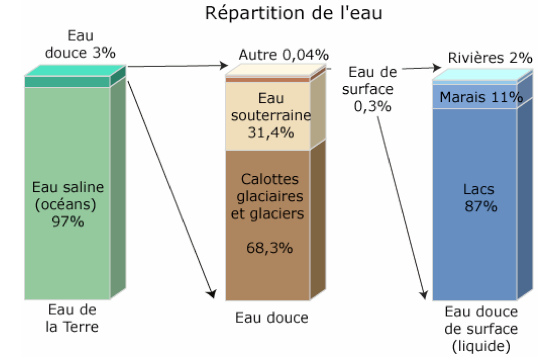 Répartition de l'eau
Eau
douce 3%
Eau saline
(océans)
97%
Eau de
la Terre
Autre 0,04%
Eau
souterraine
31,4%
Calottes
glaciaires
et glaciers
68,3%
Eau douce
Eau de
surface
0,3%
Rivières 2%
Marais 11%
Lacs
87%
Eau douce
de surface
(liquide)